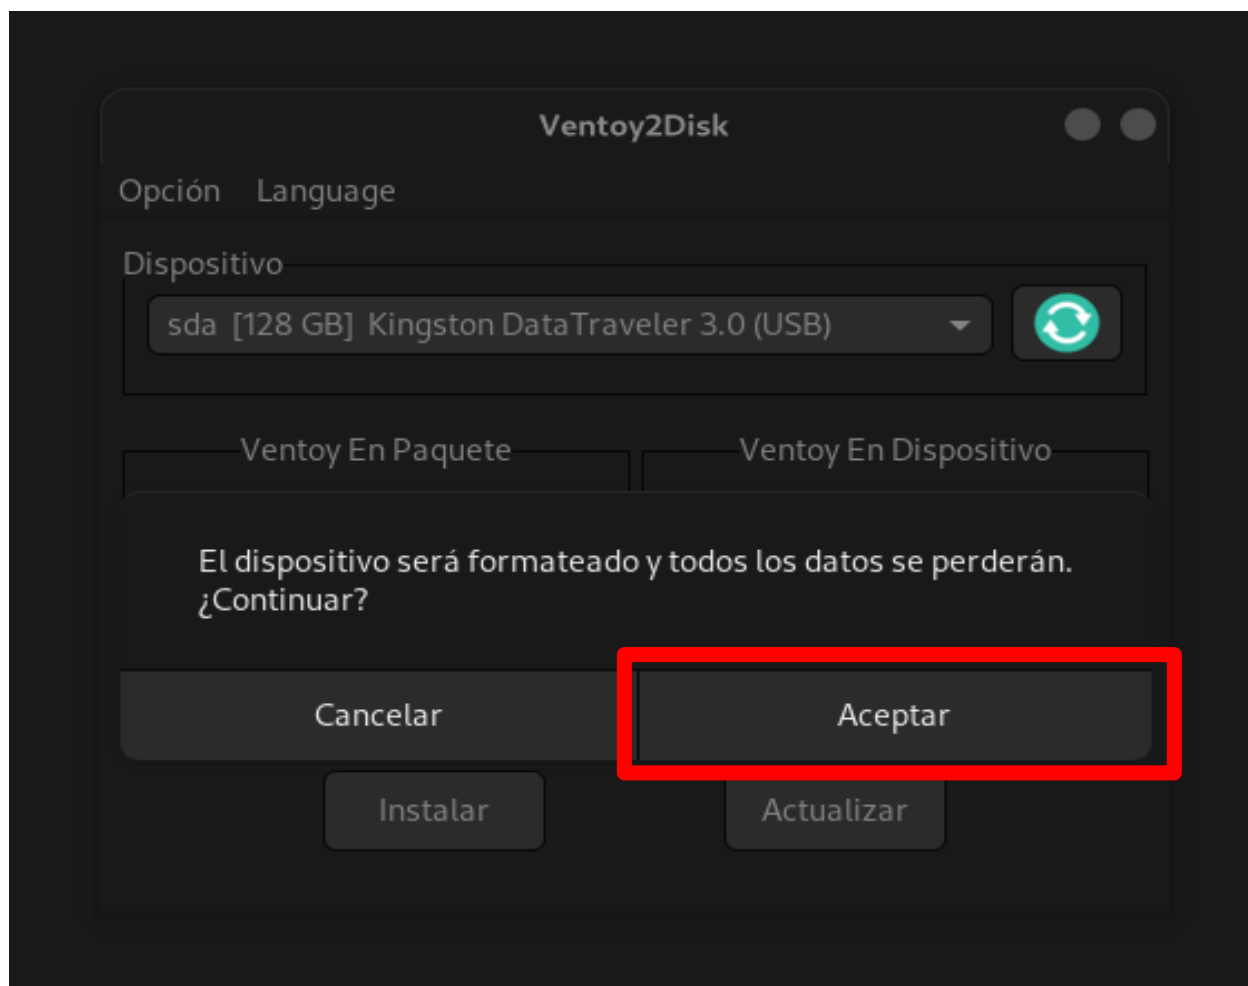 Ventoy2Disk
Opción Language
Dispositivo
sda [128 GB] Kingston DataTraveler 3.0 (USB)
Ventoy En Paquete
Ventoy En Dispositivo
El dispositivo será formateado y todos los datos se perderán.
¿Continuar?
Cancelar
Aceptar
Instalar
Actualizar